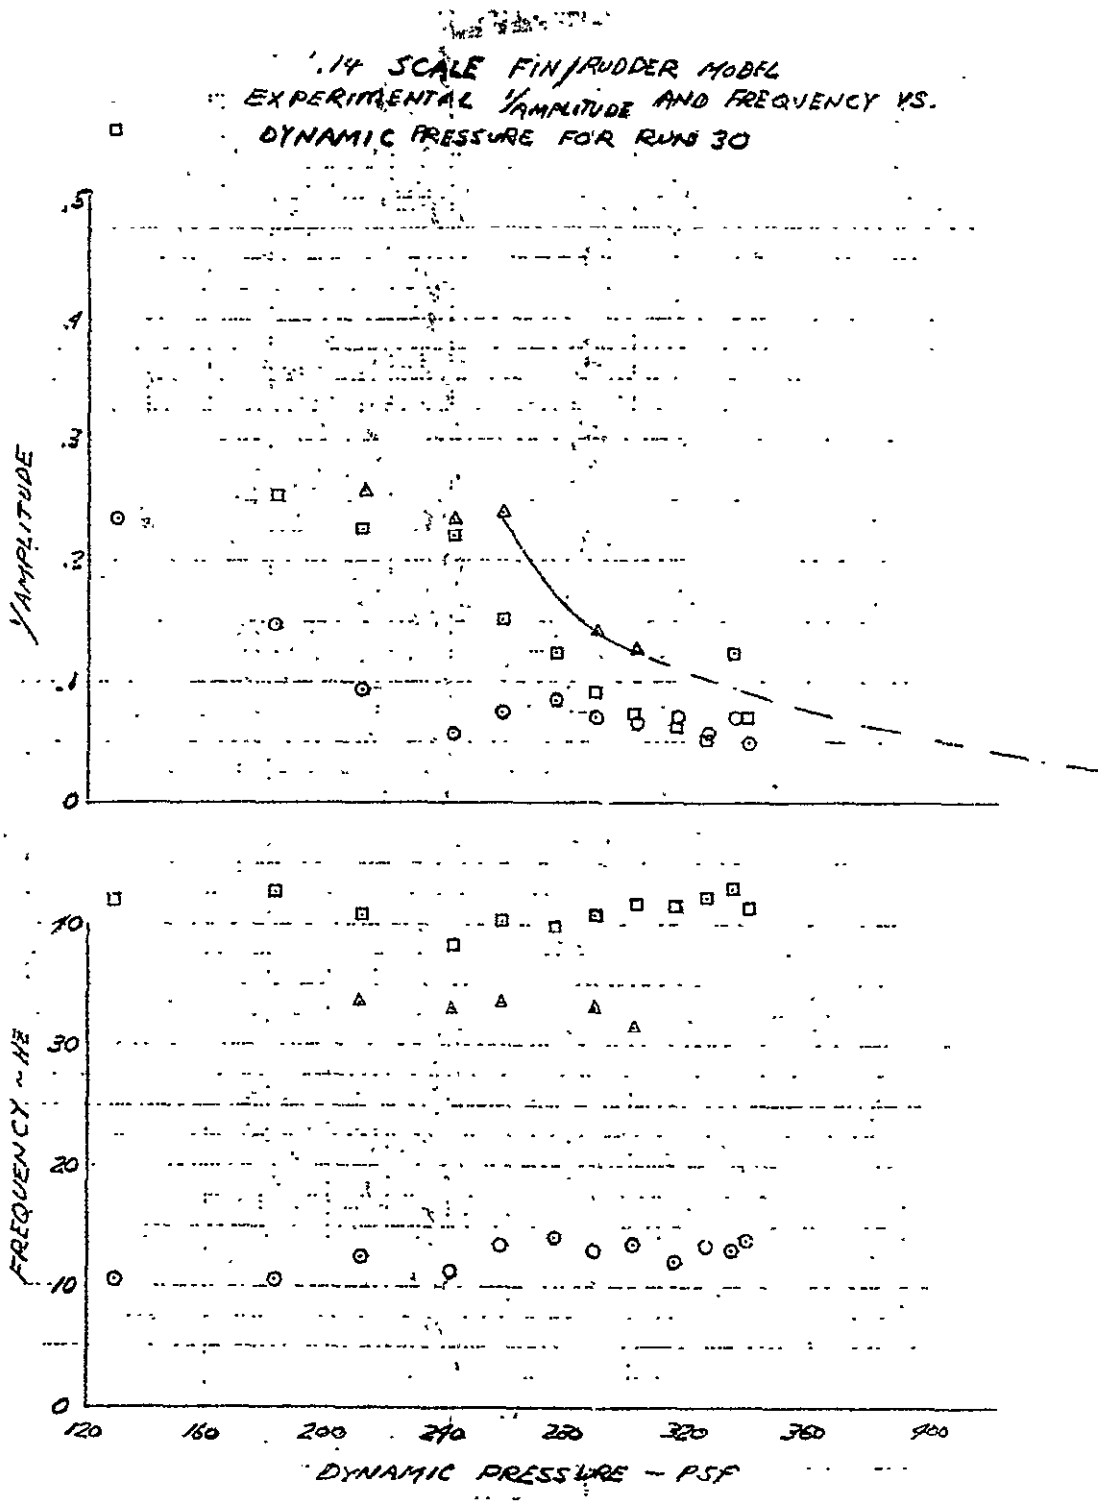 .14 SCALE FIN/RUDDER MODEL
EXPERIMENTAL 1/AMPLITUDE AND FREQUENCY VS.
DYNAMIC PRESSURE FOR RUN 30
.5
.4
.3
.2
.1
0
1/AMPLITUDE
40
30
20
10
0
FREQUENCY ~ HZ
120 160 200 240 280 320 360 400
DYNAMIC PRESSURE - PSF